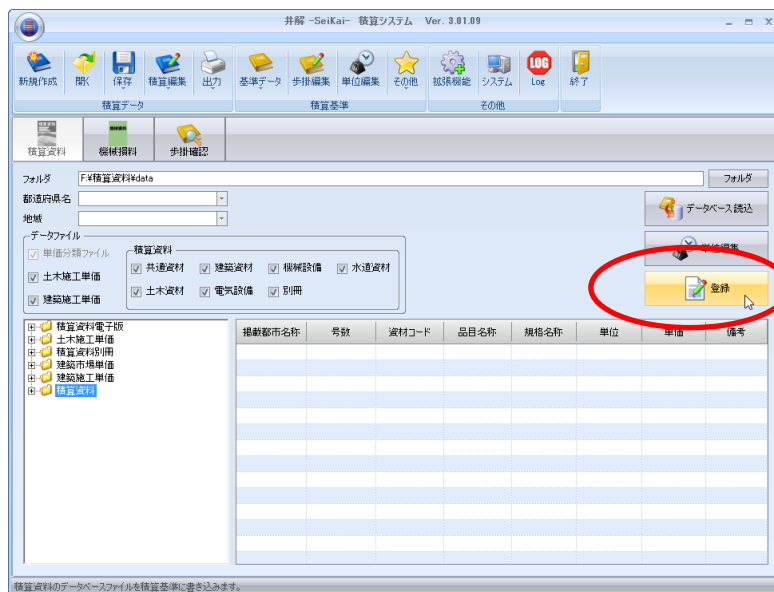 井解 -SeiKai- 積算システム Ver. 3.01.09
新規作成 開く 保存 積算編集 出力 基準データ 歩掛編集 単位編集 その他 拡張機能 システム LOG Log 終了
積算データ 積算基準 その他
積算資料 機械損料 歩掛確認
フォルダ F:¥積算資料¥data フォルダ
都道府県名
地域
データベース読込
単位編集
登録
データファイル
単価分類ファイル
土木施工単価
建築施工単価
積算資料
共通資材 建築資材 機械設備 水道資材
土木資材 電気設備 別冊
積算資料電子版
土木施工単価
積算資料別冊
建築市場単価
建築施工単価
積算資料
掲載都市名称 号数 資材コード 品目名称 規格名称 単位 単価 備考
積算資料のデータベースファイルを積算基準に書き込みます。